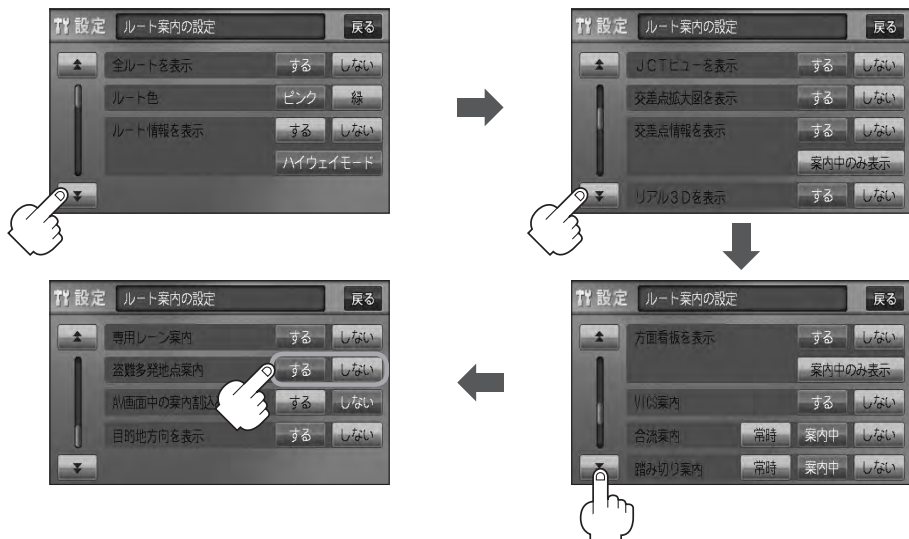 設定 ルート案内の設定 戻る
全ルートを表示 する しない
ルート色 ピンク 緑
ルート情報を表示 する しない
ハイウェイモード
設定 ルート案内の設定 戻る
JCTビューを表示 する しない
交差点拡大図を表示 する しない
交差点情報を表示 する しない
案内中のみ表示
リアル3Dを表示 する しない
設定 ルート案内の設定 戻る
方面看板を表示 する しない
案内中のみ表示
VICS案内 する しない
合流案内 常時 案内中 しない
踏み切り案内 常時 案内中 しない
設定 ルート案内の設定 戻る
専用レーン案内 する しない
盗難多発地点案内 する しない
AV画面中の案内割込 する しない
目的地方向を表示 する しない